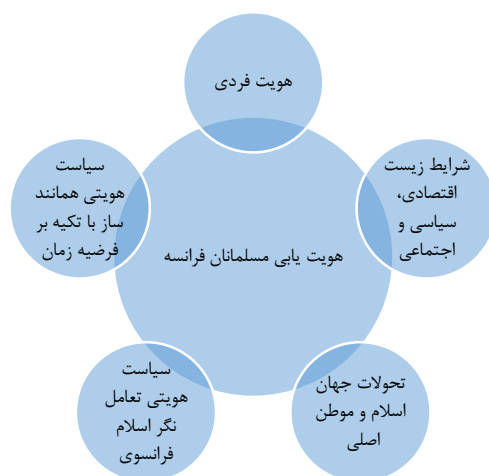 هویت فردی
شرایط زیست
اقتصادی،
سیاسی و
اجتماعی
تحولات جهان
اسلام و موطن
اصلی
سیاست
هویتی تعامل
نگر اسلام
فرانسوی
سیاست
هویتی همانند
ساز با تکیه بر
فرضیه زمان
هویت یابی مسلمانان فرانسه